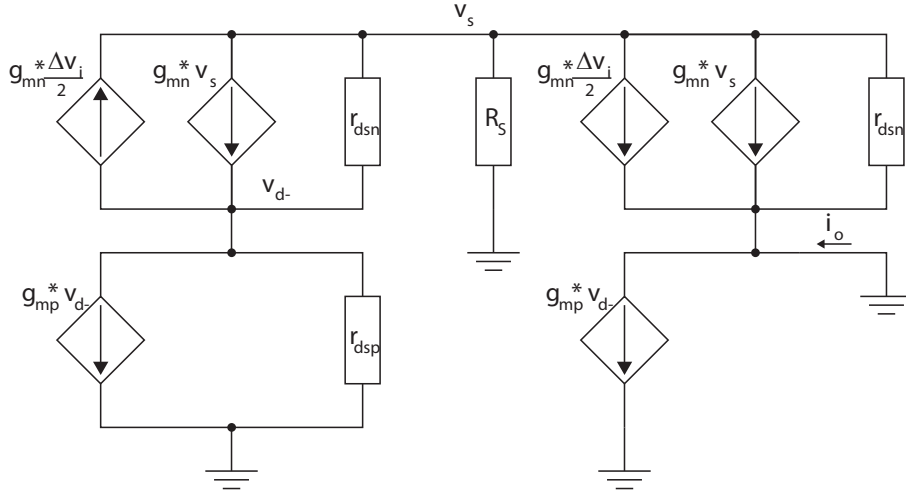 v_s
g_mn * Δv_i/2
g_mn * v_s
r_dsn
R_S
g_mn * Δv_i/2
g_mn * v_s
r_dsn
v_d-
i_o
g_mp * v_d-
r_dsp
g_mp * v_d-